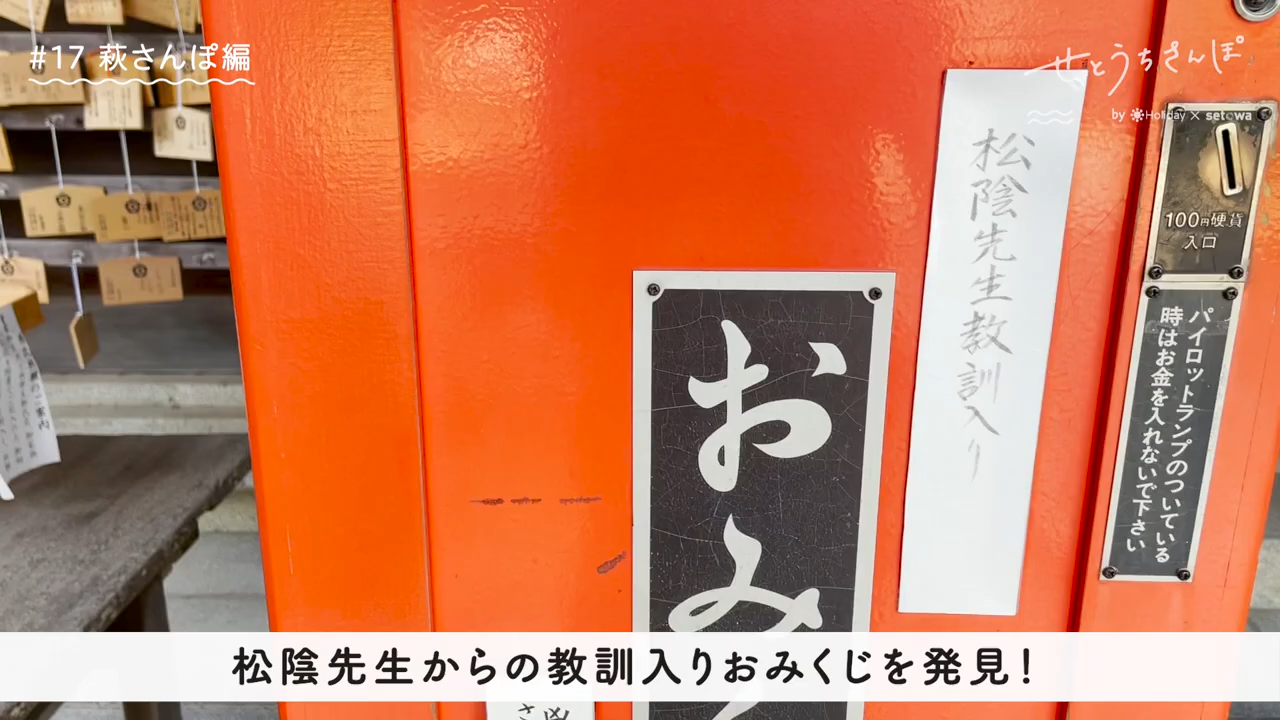 #17 萩さんぽ編
せとうちさんぽ
by Holiday × setowa
松陰先生教訓入り
100円硬貨
入口
パイロットランプのついている
時はお金を入れないで下さい
おみ
松陰先生からの教訓入りおみくじを発見！